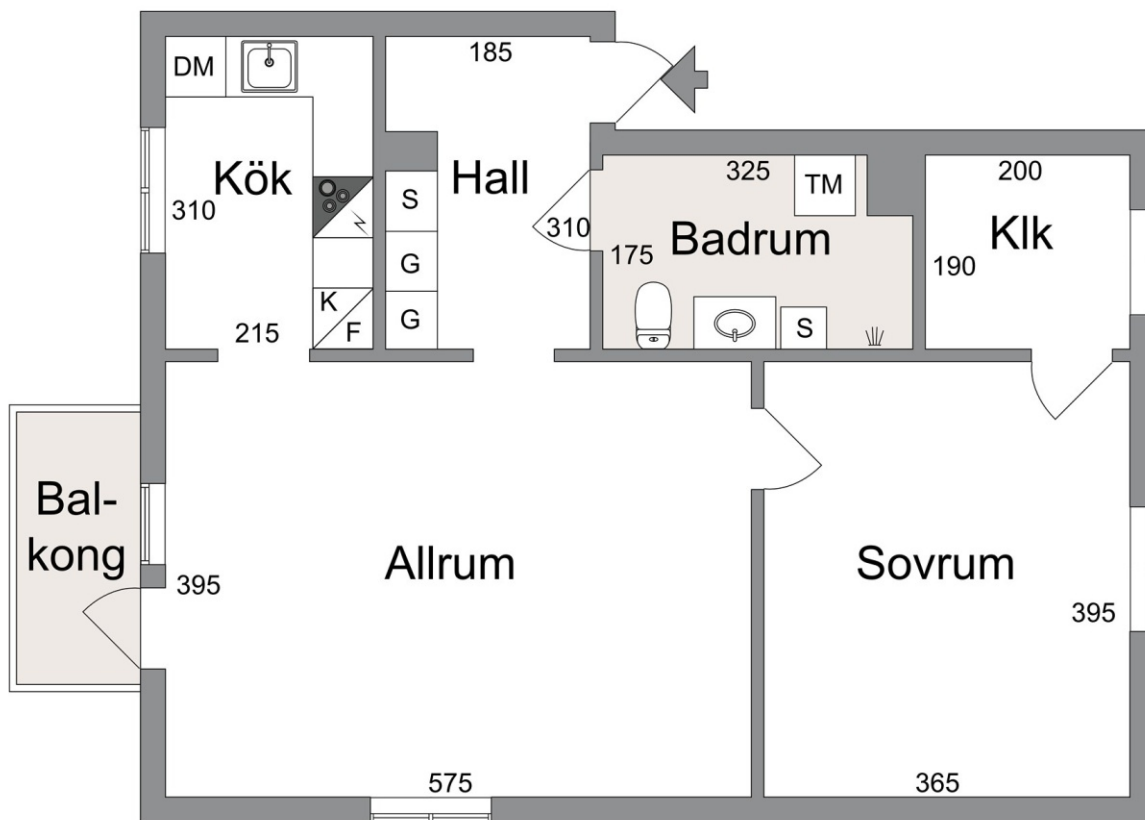 DM
185
Kök
310
Hall
S
G
G
K
F
215
310
325
TM
Badrum
175
S
200
Klk
190
Bal-
kong
395
Allrum
575
Sovrum
395
365